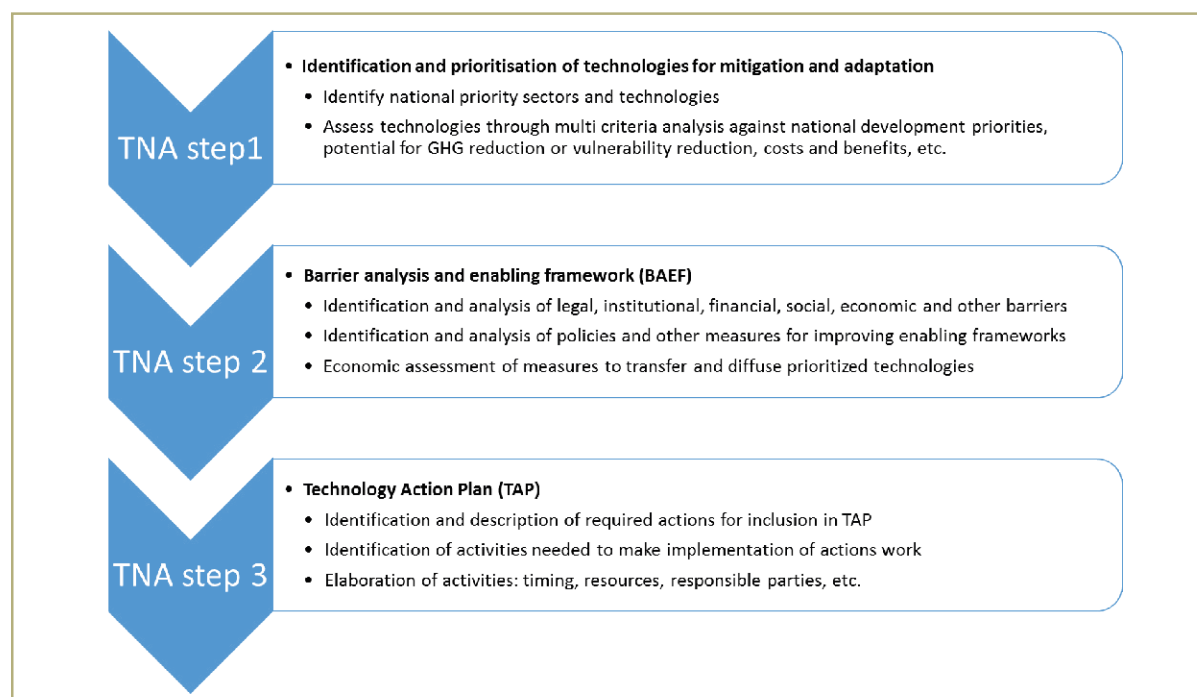 TNA step1
• Identification and prioritisation of technologies for mitigation and adaptation
• Identify national priority sectors and technologies
• Assess technologies through multi criteria analysis against national development priorities,
potential for GHG reduction or vulnerability reduction, costs and benefits, etc.
TNA step 2
• Barrier analysis and enabling framework (BAEF)
• Identification and analysis of legal, institutional, financial, social, economic and other barriers
• Identification and analysis of policies and other measures for improving enabling frameworks
• Economic assessment of measures to transfer and diffuse prioritized technologies
TNA step 3
• Technology Action Plan (TAP)
• Identification and description of required actions for inclusion in TAP
• Identification of activities needed to make implementation of actions work
• Elaboration of activities: timing, resources, responsible parties, etc.